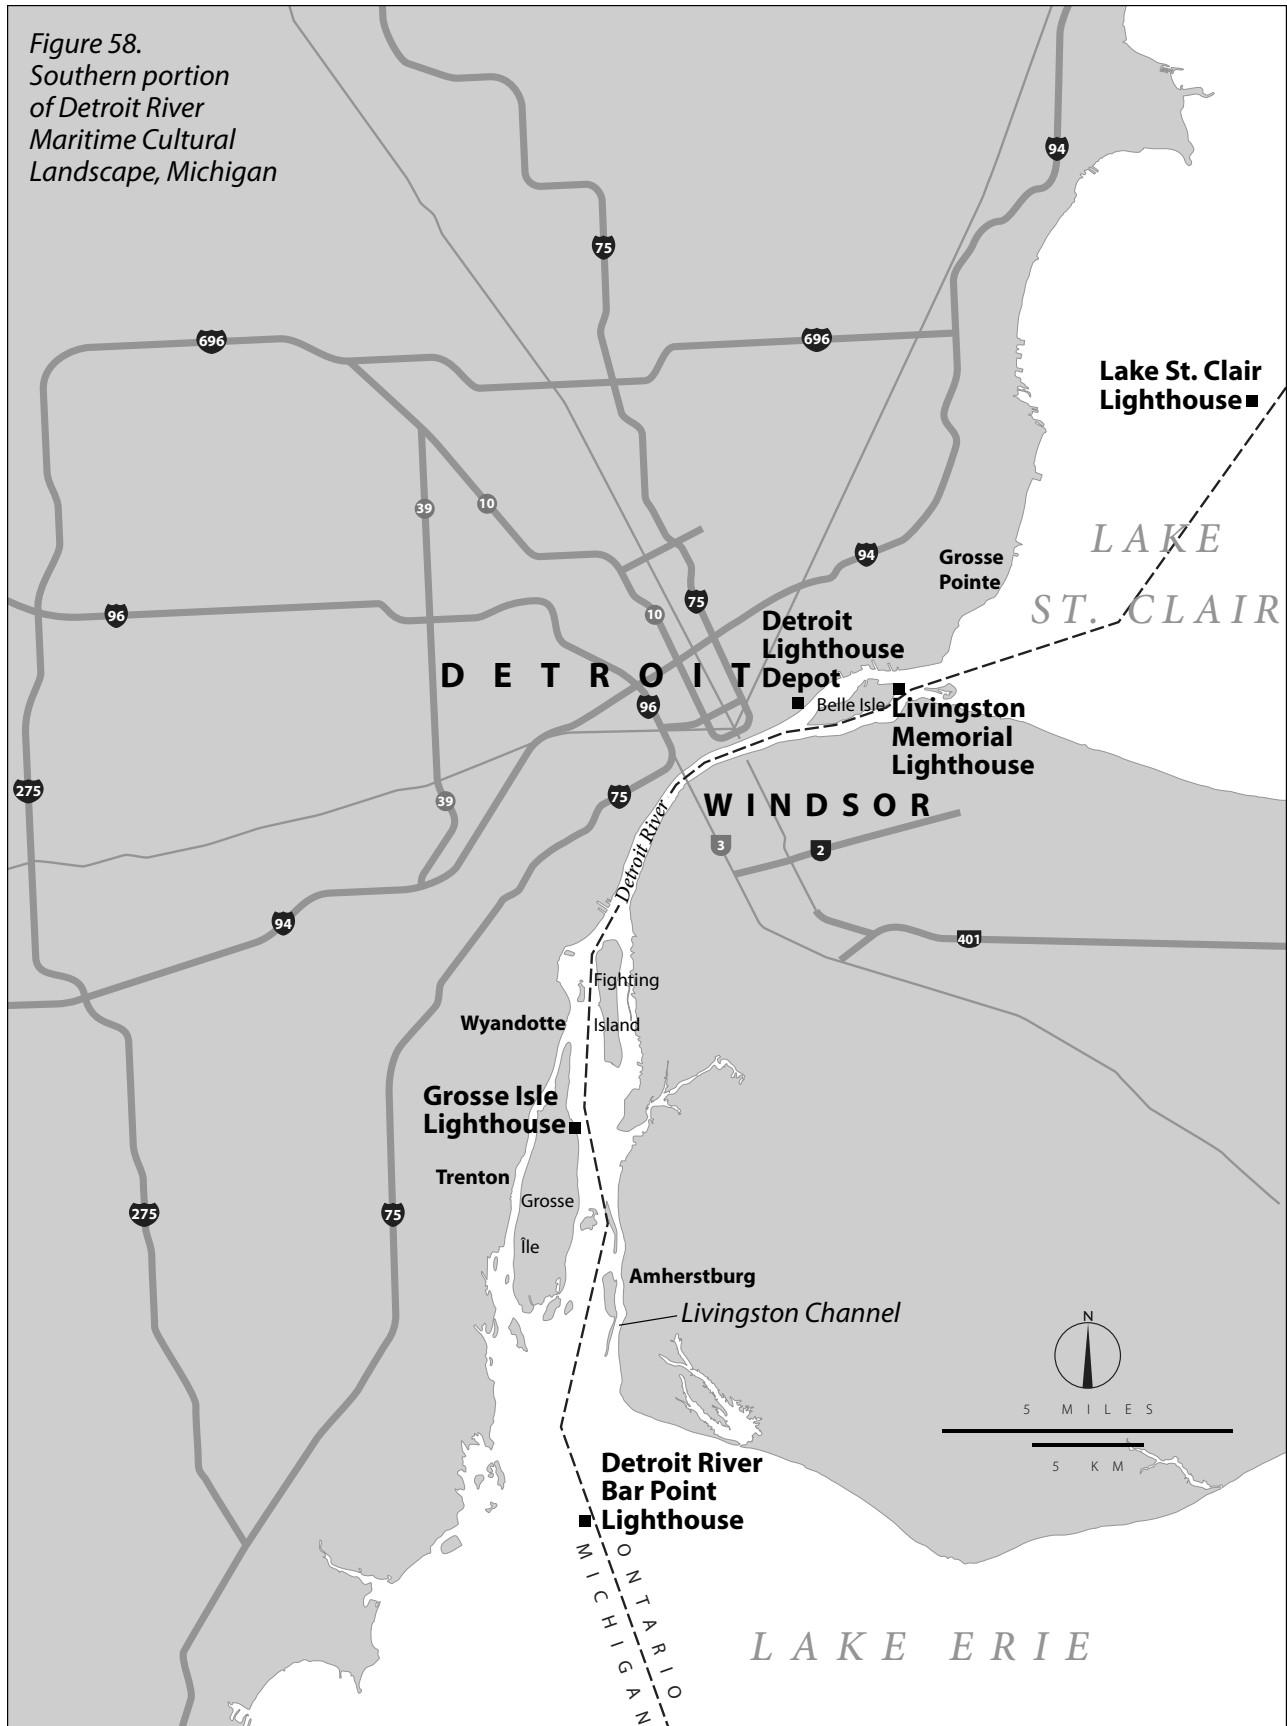 Figure 58.
Southern portion
of Detroit River
Maritime Cultural
Landscape, Michigan
94
75
696
696
Lake St. Clair
Lighthouse
39
10
LAKE
ST. CLAIR
94
Grosse
Pointe
96
75
10
Detroit
Lighthouse
Depot
DETROIT
96
Belle Isle
Livingston
Memorial
Lighthouse
275
39
75
WINDSOR
Detroit River
3
2
94
401
Fighting
Island
Wyandotte
Grosse Isle
Lighthouse
Trenton
Grosse
Île
275
75
Amherstburg
Livingston Channel
N
5 MILES
5 KM
Detroit River
Bar Point
Lighthouse
ONTARIO
MICHIGAN
LAKE ERIE